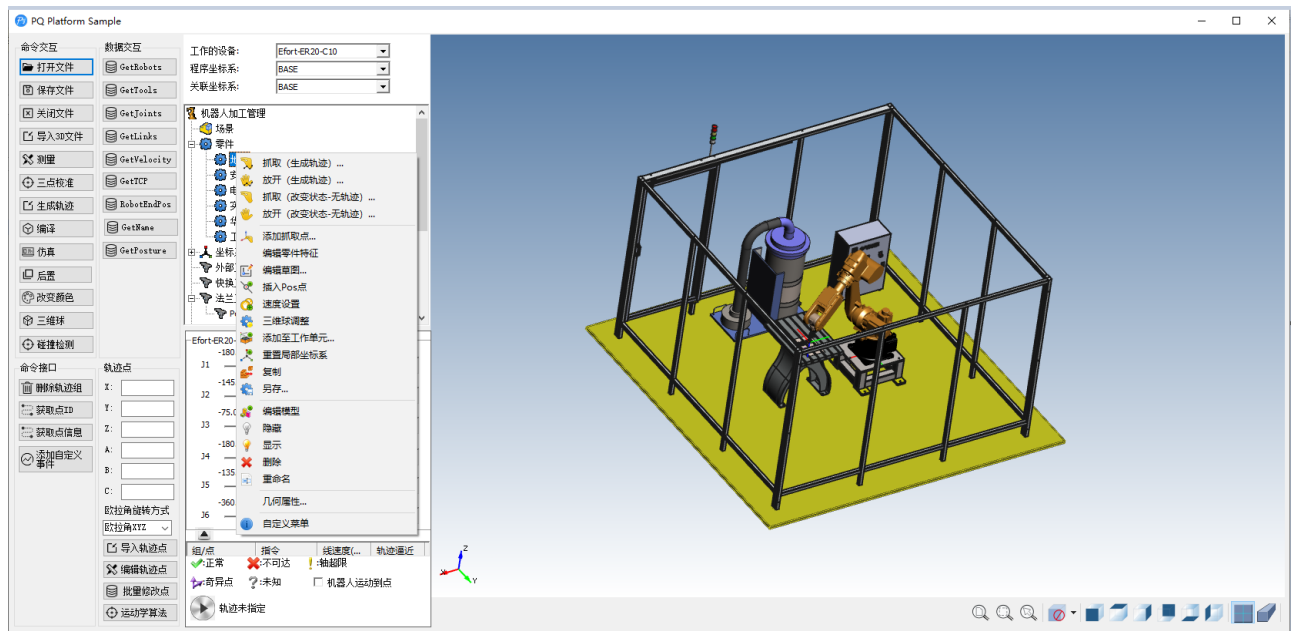 PQ Platform Sample
命令交互
打开文件
保存文件
关闭文件
导入3D文件
测量
三点校准
生成轨迹
编译
仿真
后置
改变颜色
三维球
碰撞检测
命令接口
删除轨迹组
获取点ID
获取点信息
添加自定义
事件
数据交互
GetRobots
GetTools
GetJoints
GetLinks
GetVelocity
GetTCP
RobotEndPos
GetName
GetPosture
轨迹点
X:
Y:
Z:
A:
B:
C:
欧拉角旋转方式
欧拉角XYZ
导入轨迹点
编辑轨迹点
批量修改点
运动学算法
工作的设备:
Efort-ER20-C10
程序坐标系:
BASE
关联坐标系:
BASE
机器人加工管理
场景
零件
坐标
外部
快换
法兰
抓取（生成轨迹）...
放开（生成轨迹）...
抓取（改变状态-无轨迹）...
放开（改变状态-无轨迹）...
添加抓取点...
编辑零件特征
编辑草图...
插入Pos点
速度设置
三维球调整
添加至工作单元...
重置局部坐标系
复制
另存...
编辑模型
隐藏
显示
删除
重命名
几何属性...
自定义菜单
Efort-ER20-
-180
J1
-145
J2
-75.0
J3
-180
J4
-135
J5
-360
J6
组/点
指令
线速度(...
轨迹逼近
:正常
:不可达
:轴超限
:奇异点
:未知
机器人运动到点
轨迹未指定
Z
X
Y